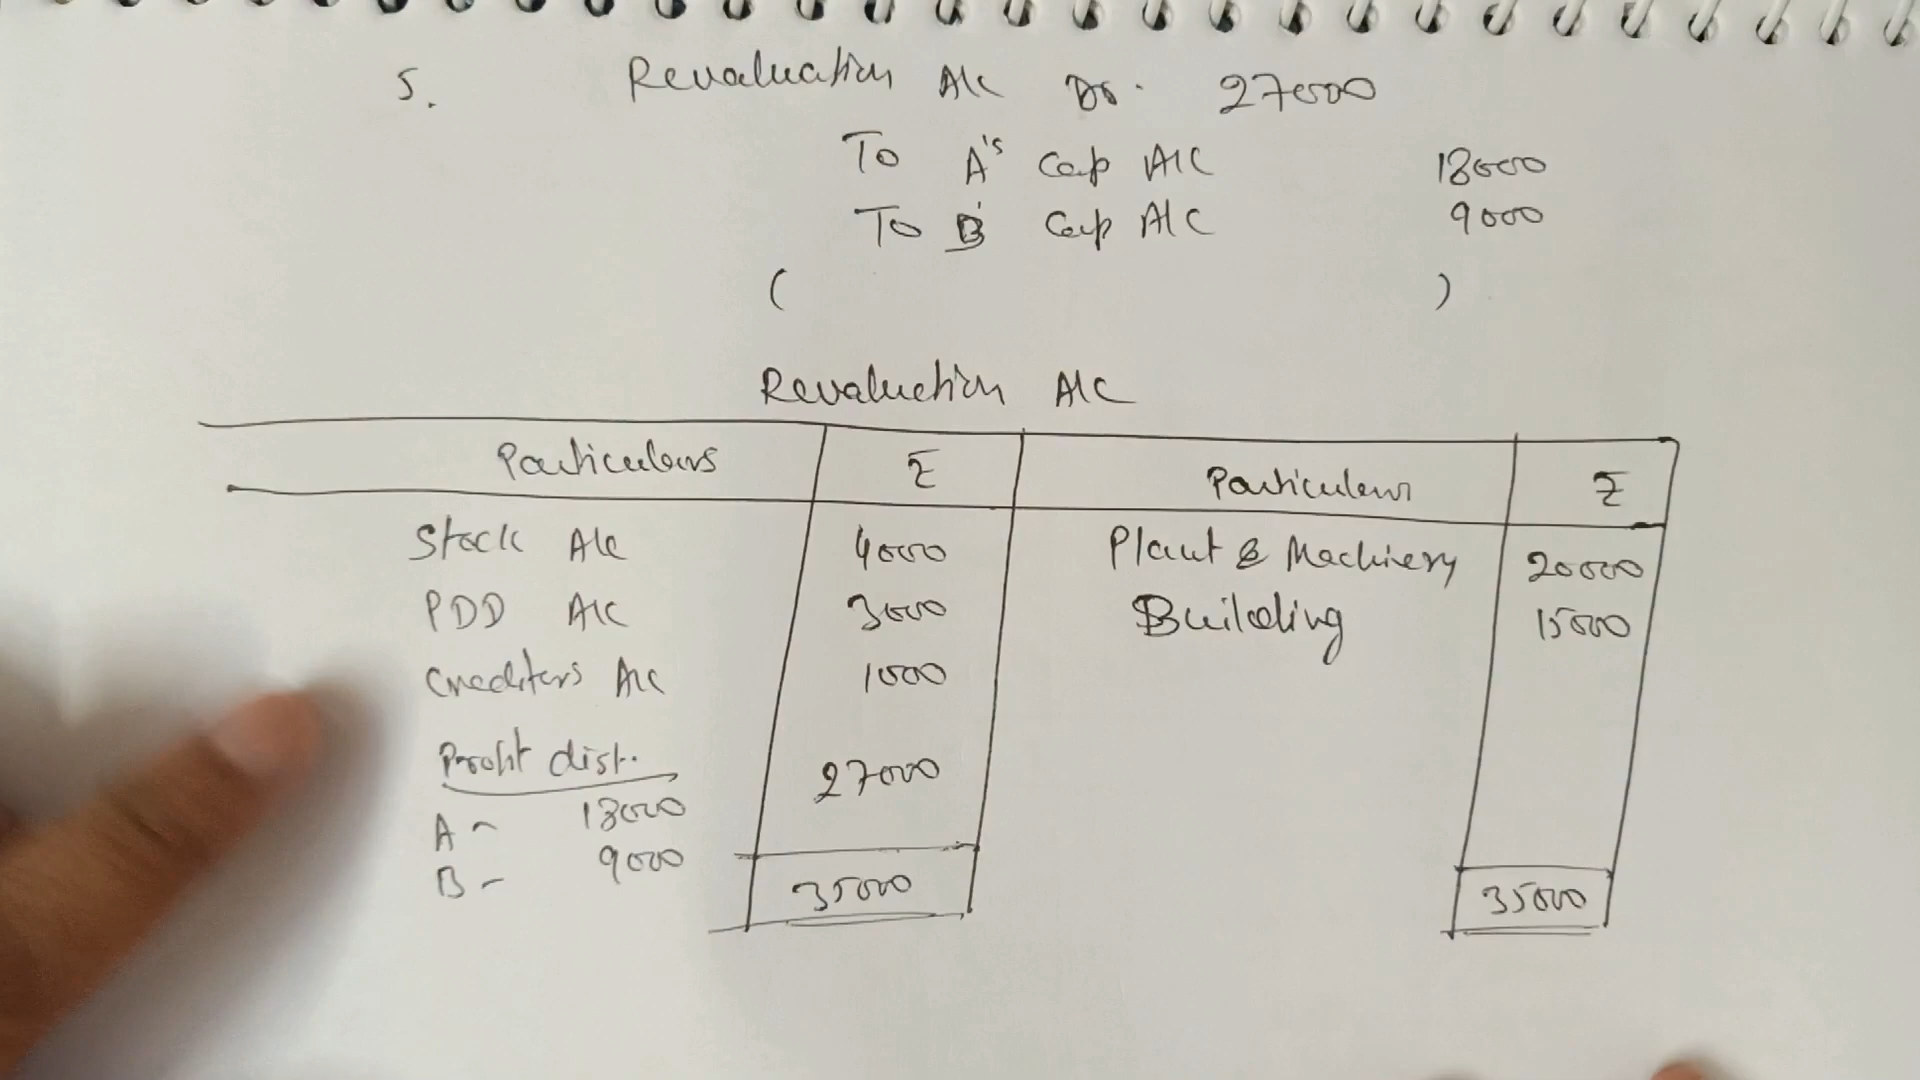 5. Revaluation A/c Dr. 27000
To A's Cap A/C 18000
To B' Cap A/C 9000
( )
Revaluation A/C
Particulars ₹ Particulars ₹
Stock A/c 4000 Plant & Machinery 20000
PDD A/C 3000 Building 15000
Creditors A/c 1000
Profit dist. 27000
A - 18000
B - 9000
35000 35000